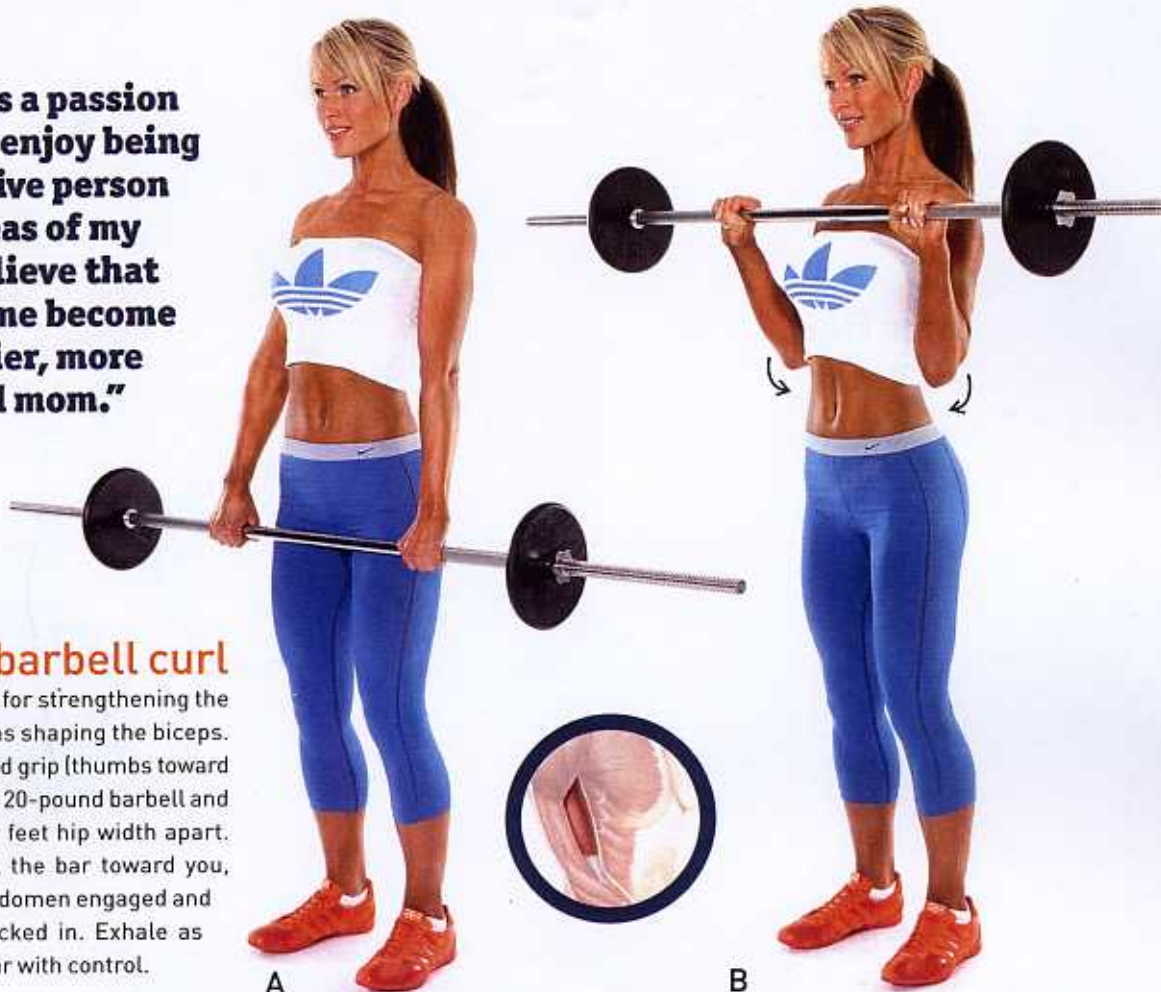 s a passion
enjoy being
ive person
as of my
lieve that
me become
ier, more
l mom.”
barbell curl
for strengthening the
as shaping the biceps.
d grip (thumbs toward
20-pound barbell and
feet hip width apart.
the bar toward you,
domen engaged and
cked in. Exhale as
r with control.
A
B